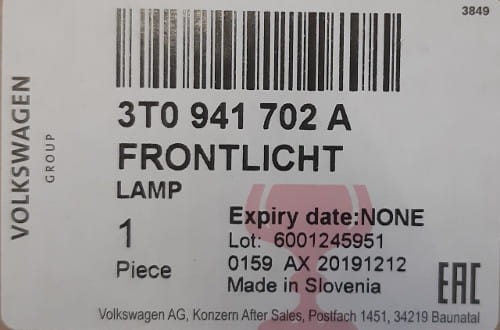 3849
VOLKSWAGEN
GROUP
3T0 941 702 A
FRONTLICHT
LAMP
1
Piece
Expiry date:NONE
Lot: 6001245951
0159 AX 20191212
Made in Slovenia
EAC
Volkswagen AG, Konzern After Sales, Postfach 1451, 34219 Baunatal